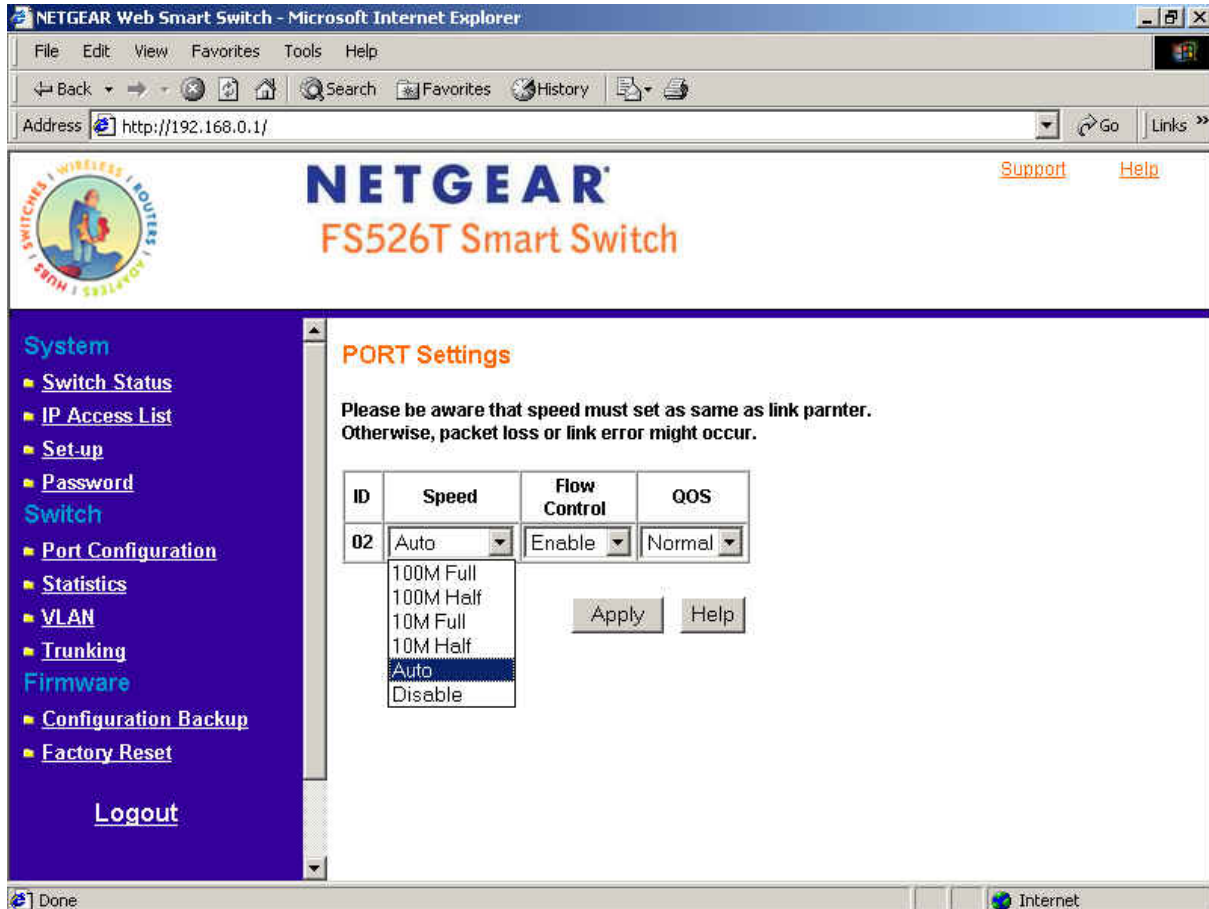 NETGEAR Web Smart Switch - Microsoft Internet Explorer
File Edit View Favorites Tools Help
Back Search Favorites History
Address http://192.168.0.1/ Go Links »
SWITCHES | WIRELESS | ROUTERS | ADAPTERS | HUBS |
NETGEAR
FS526T Smart Switch
Support Help
System
Switch Status
IP Access List
Set-up
Password
Switch
Port Configuration
Statistics
VLAN
Trunking
Firmware
Configuration Backup
Factory Reset
Logout
PORT Settings
Please be aware that speed must set as same as link parnter.
Otherwise, packet loss or link error might occur.
ID Speed Flow Control QOS
02 Auto Enable Normal
100M Full
100M Half
10M Full
10M Half
Auto
Disable
Apply Help
Done Internet